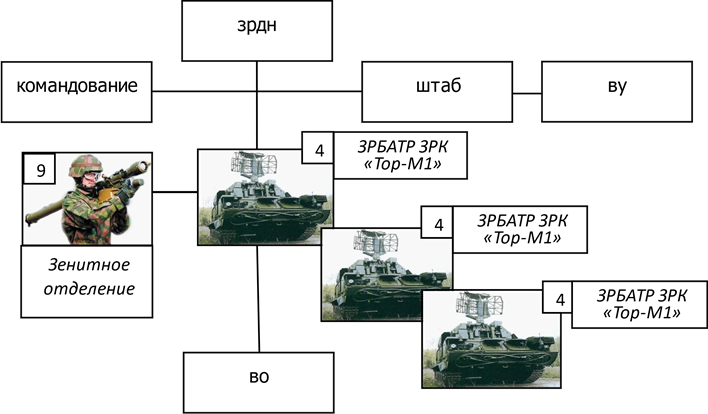 зрдн
командование
штаб
ву
4
ЗРБАТР ЗРК
«Тор-М1»
9
4
ЗРБАТР ЗРК
«Тор-М1»
Зенитное
отделение
4
ЗРБАТР ЗРК
«Тор-М1»
во